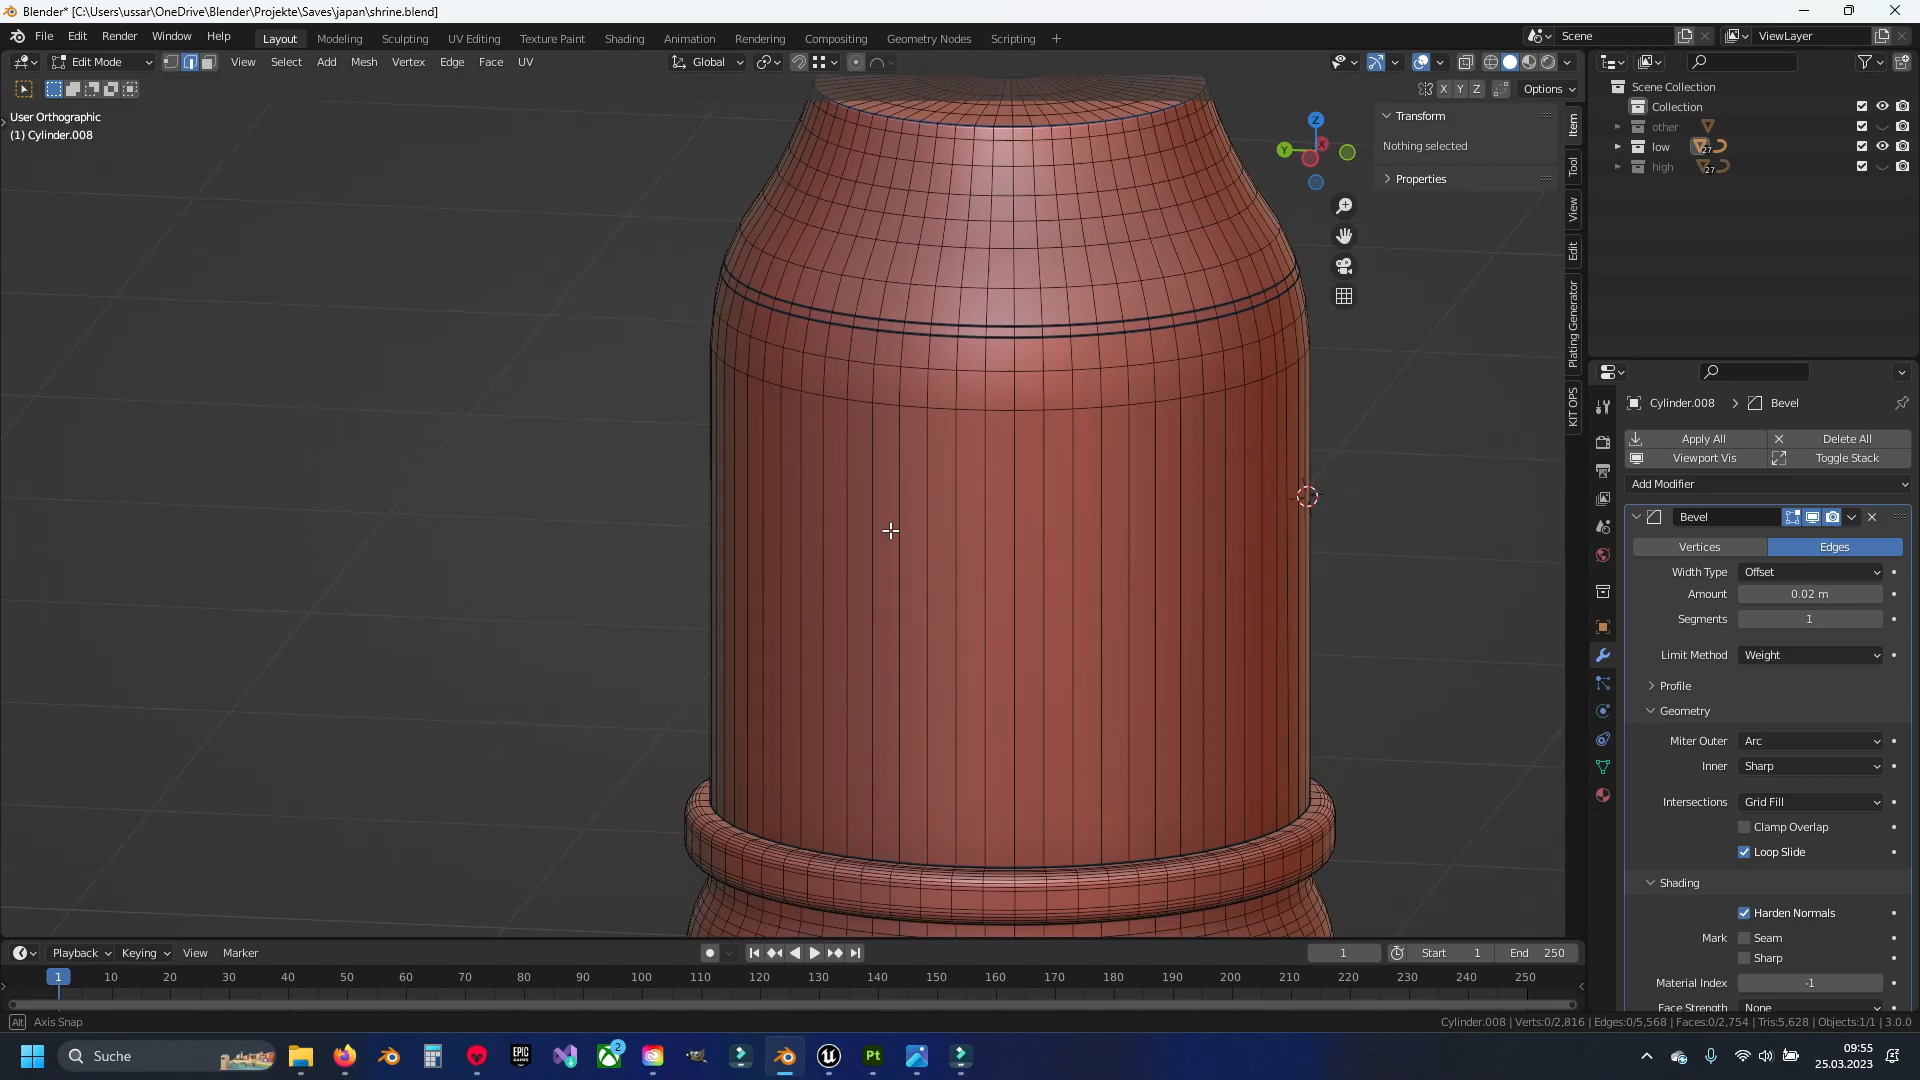 Blender* [C:\Users\ussar\OneDrive\Blender\Projekte\Saves\japan\shrine.blend]
File Edit Render Window Help Layout Modeling Sculpting UV Editing Texture Paint Shading Animation Rendering Compositing Geometry Nodes Scripting + Scene ViewLayer
Edit Mode View Select Add Mesh Vertex Edge Face UV Global
X Y Z Options
User Orthographic
(1) Cylinder.008
Z
Y X
Transform
Nothing selected
Properties
Item
Tool
View
Edit
Plating Generator
KIT OPS
Scene Collection
Collection
other
low 27
high 27
Cylinder.008 > Bevel
Apply All Delete All
Viewport Vis Toggle Stack
Add Modifier
Bevel
Vertices Edges
Width Type Offset
Amount 0.02 m
Segments 1
Limit Method Weight
Profile
Geometry
Miter Outer Arc
Inner Sharp
Intersections Grid Fill
Clamp Overlap
Loop Slide
Shading
Harden Normals
Mark Seam
Sharp
Material Index -1
Face Strength None
Playback Keying View Marker 1 Start 1 End 250
1 10 20 30 40 50 60 70 80 90 100 110 120 130 140 150 160 170 180 190 200 210 220 230 240 250
Alt Axis Snap
Cylinder.008 | Verts:0/2,816 | Edges:0/5,568 | Faces:0/2,754 | Tris:5,628 | Objects:1/1 | 3.0.0
Suche EPIC GAMES 2 Pt
09:55
25.03.2023